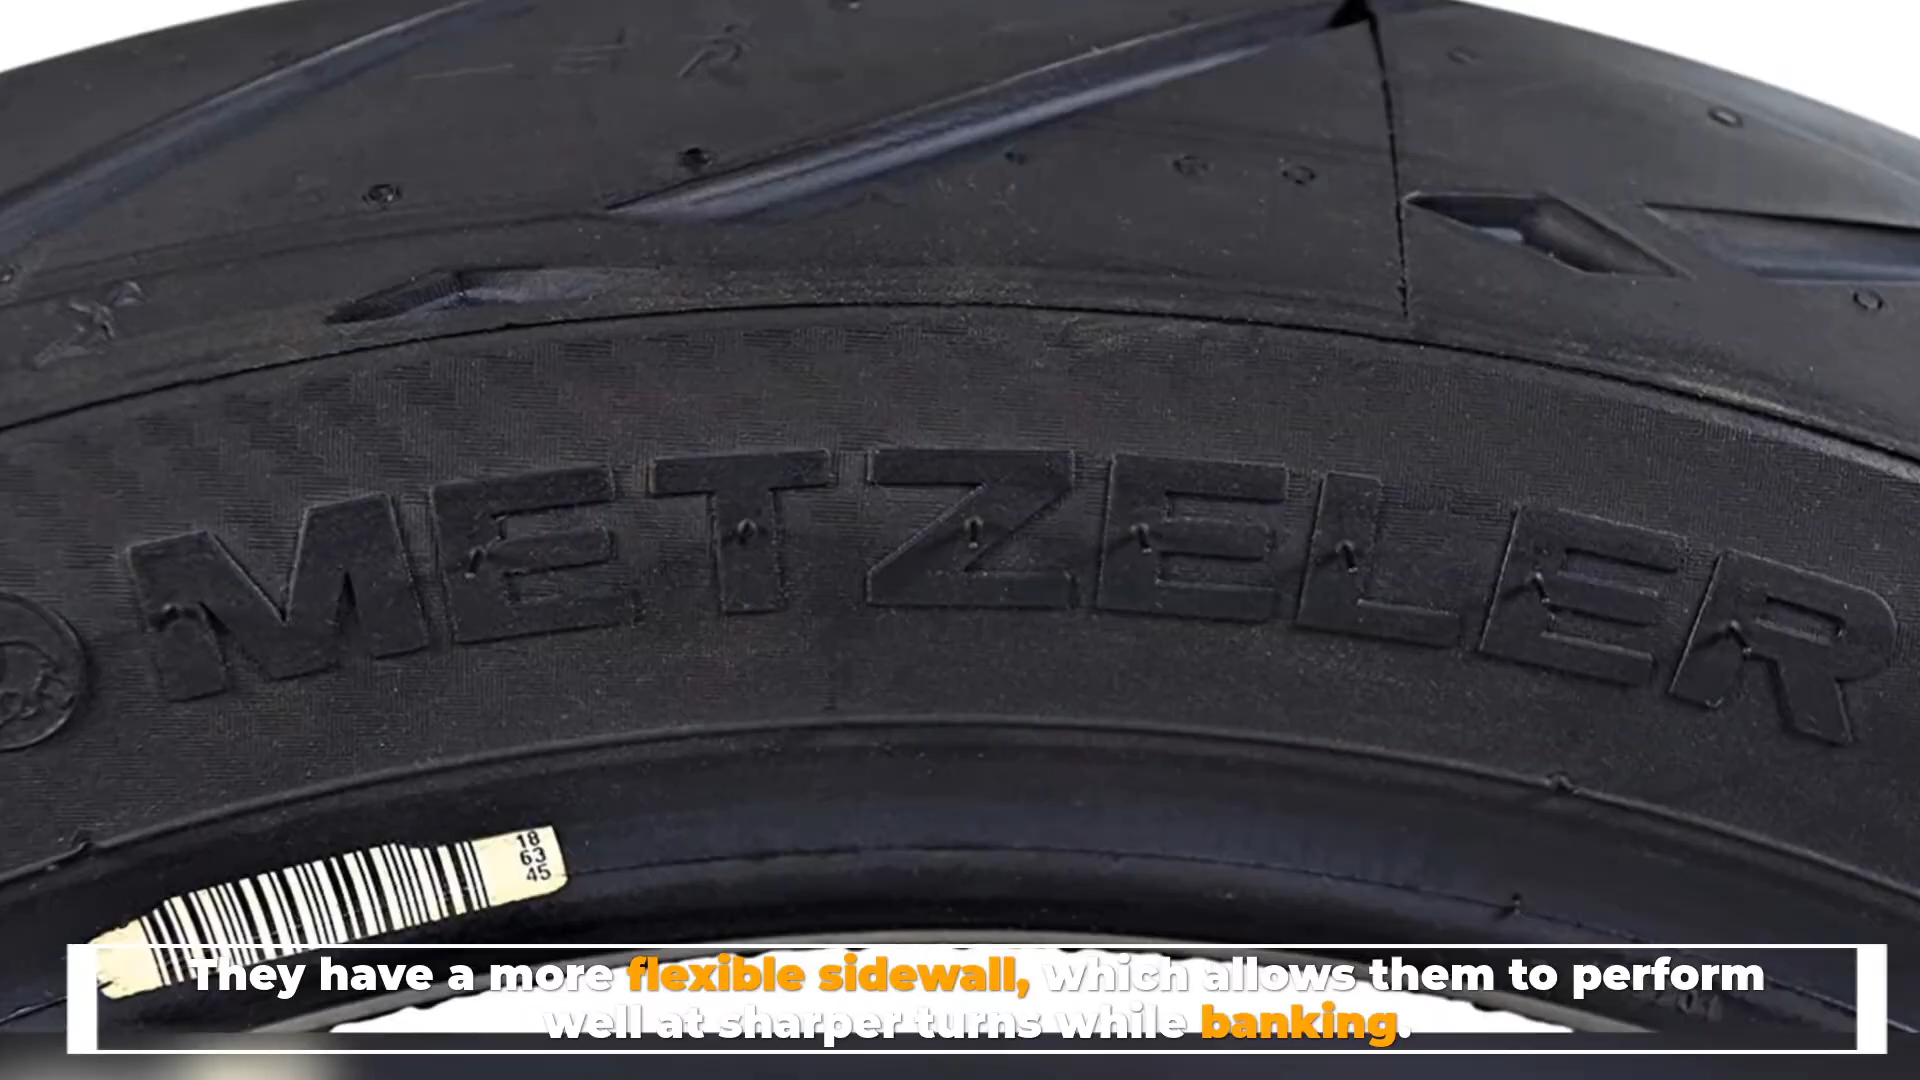 METZELER
18
63
45
They have a more flexible sidewall, which allows them to perform
well at sharper turns while banking.